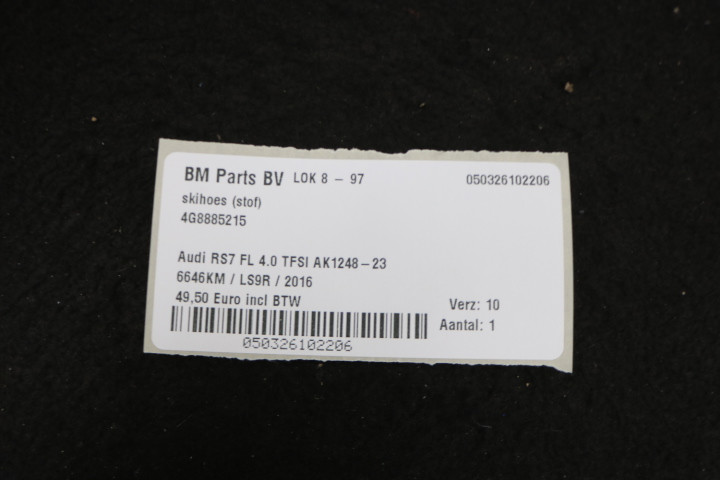 BM Parts BV LOK 8 - 97 050326102206
skihoes (stof)
4G8885215
Audi RS7 FL 4.0 TFSI AK1248-23
6646KM / LS9R / 2016
49,50 Euro incl BTW Verz: 10
Aantal: 1
050326102206